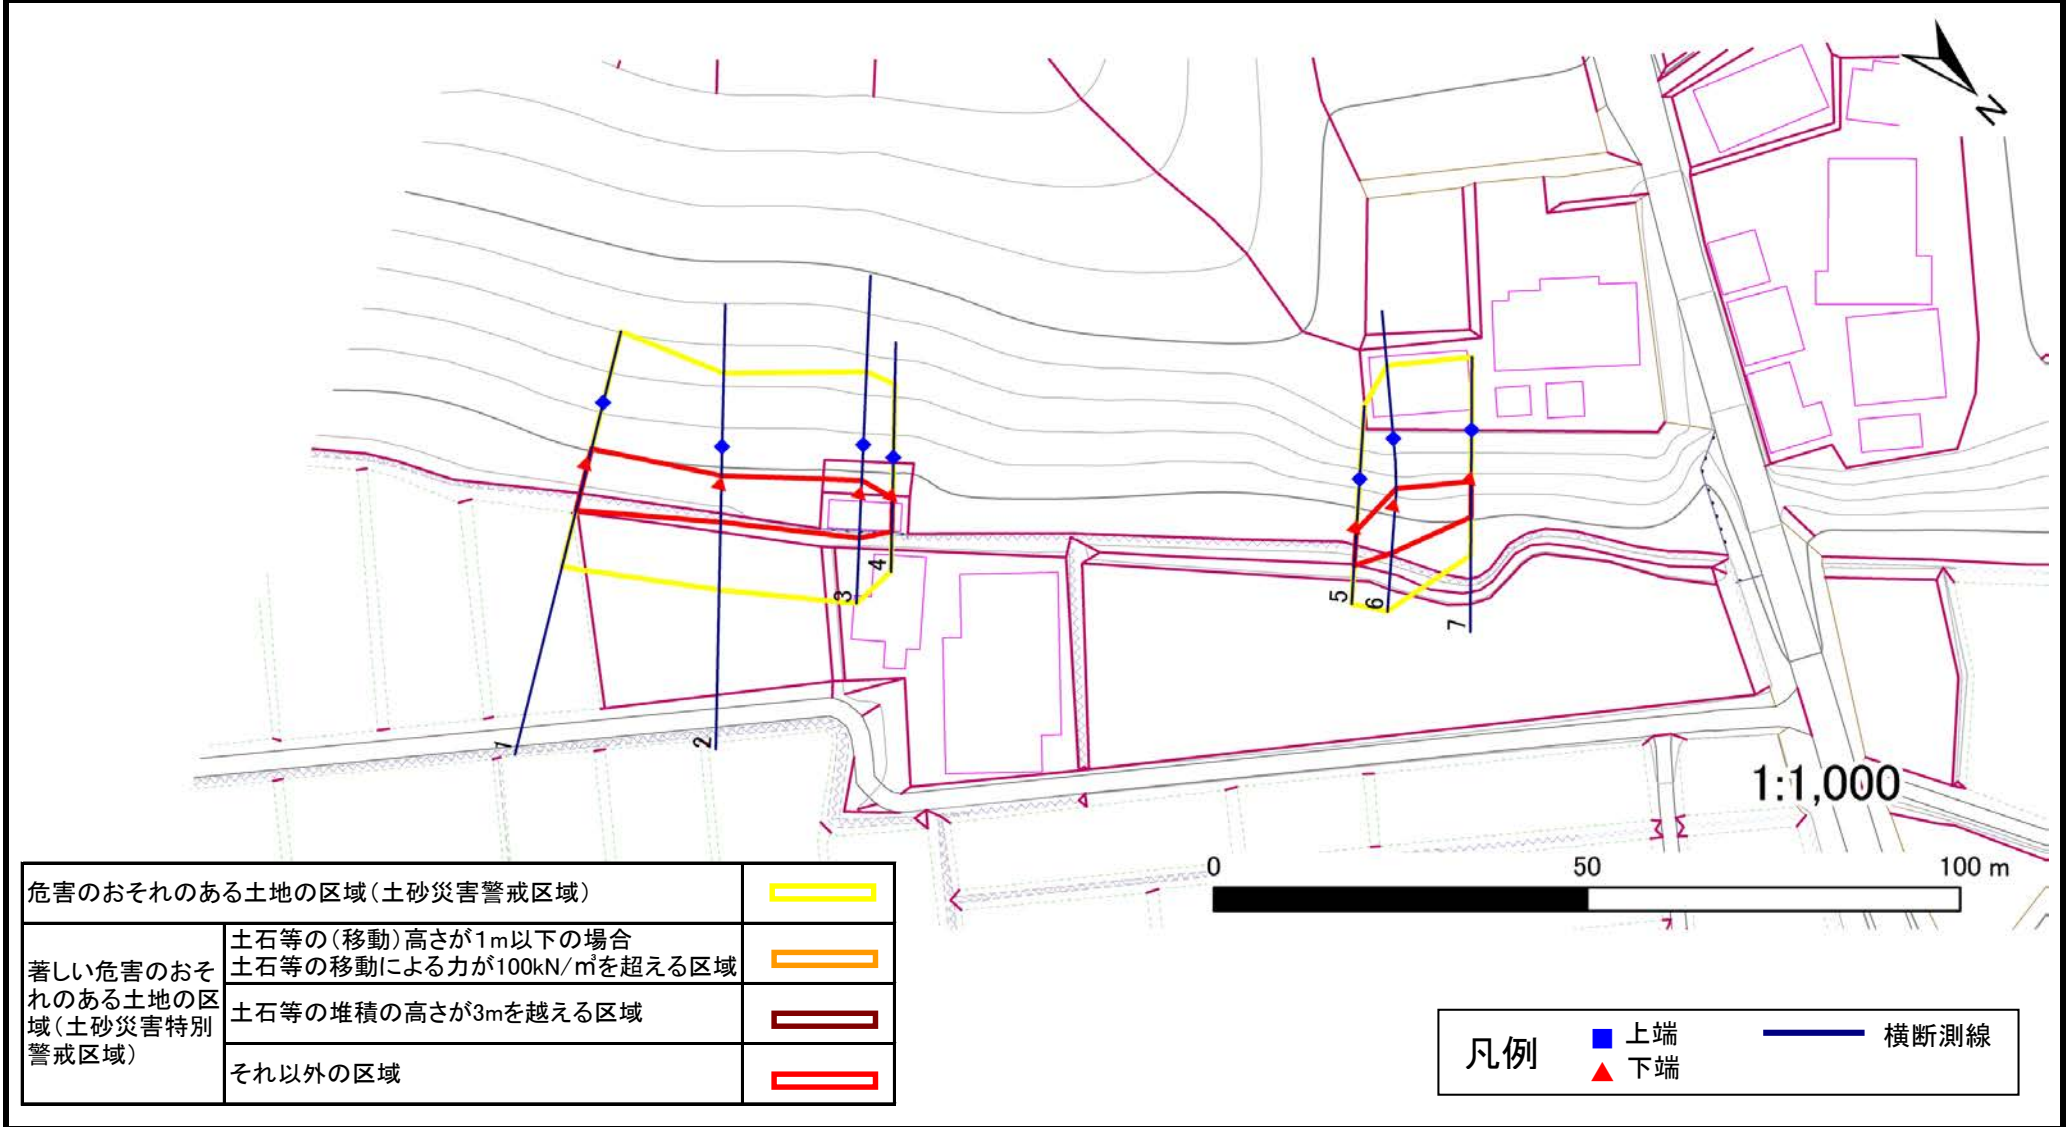 N
1
2
3
4
5
6
7
1:1,000
0 50 100 m
危害のおそれのある土地の区域(土砂災害警戒区域)
著しい危害のおそ
れのある土地の区
域(土砂災害特別
警戒区域)
土石等の(移動)高さが1m以下の場合
土石等の移動による力が100kN/㎥を超える区域
土石等の堆積の高さが3mを越える区域
それ以外の区域
凡例
上端
下端
横断測線